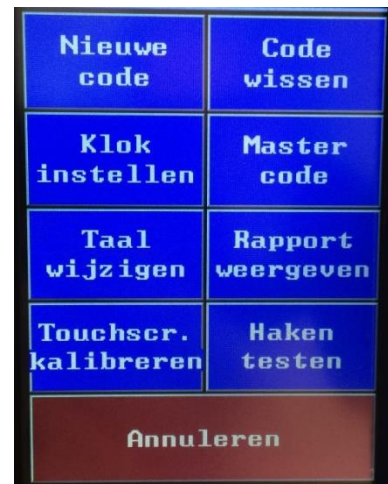 Nieuwe
code
Code
wissen
Klok
instellen
Master
code
Taal
wijzigen
Rapport
weergeven
Touchscr.
kalibreren
Haken
testen
Annuleren